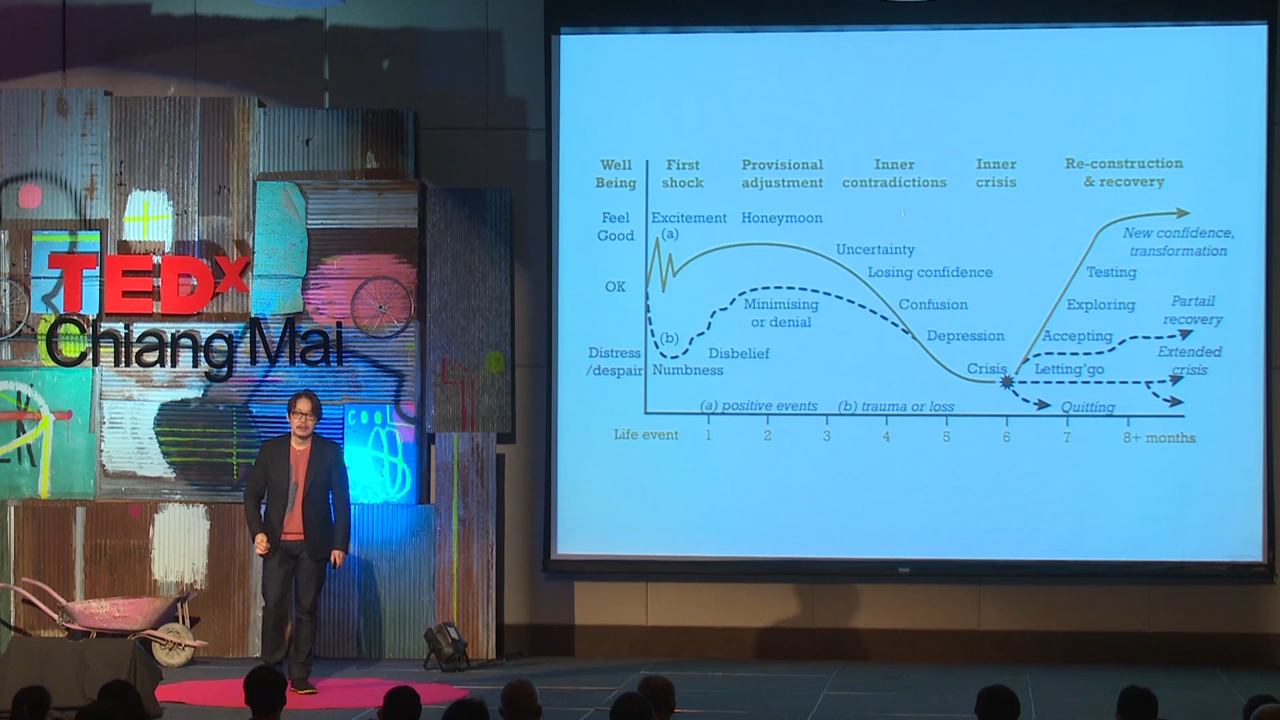 TEDx
Chiang Mai
COOL
Well First Provisional Inner Inner Re-construction
Being shock adjustment contradictions crisis & recovery
Feel Excitement Honeymoon
Good (a) New confidence,
Uncertainty transformation
OK Losing confidence Testing
Minimising Confusion Exploring Partail
or denial recovery
(b) Depression Accepting
Distress Disbelief Extended
/despair Numbness Crisis Letting go crisis
(a) positive events (b) trauma or loss Quitting
Life event 1 2 3 4 5 6 7 8+ months